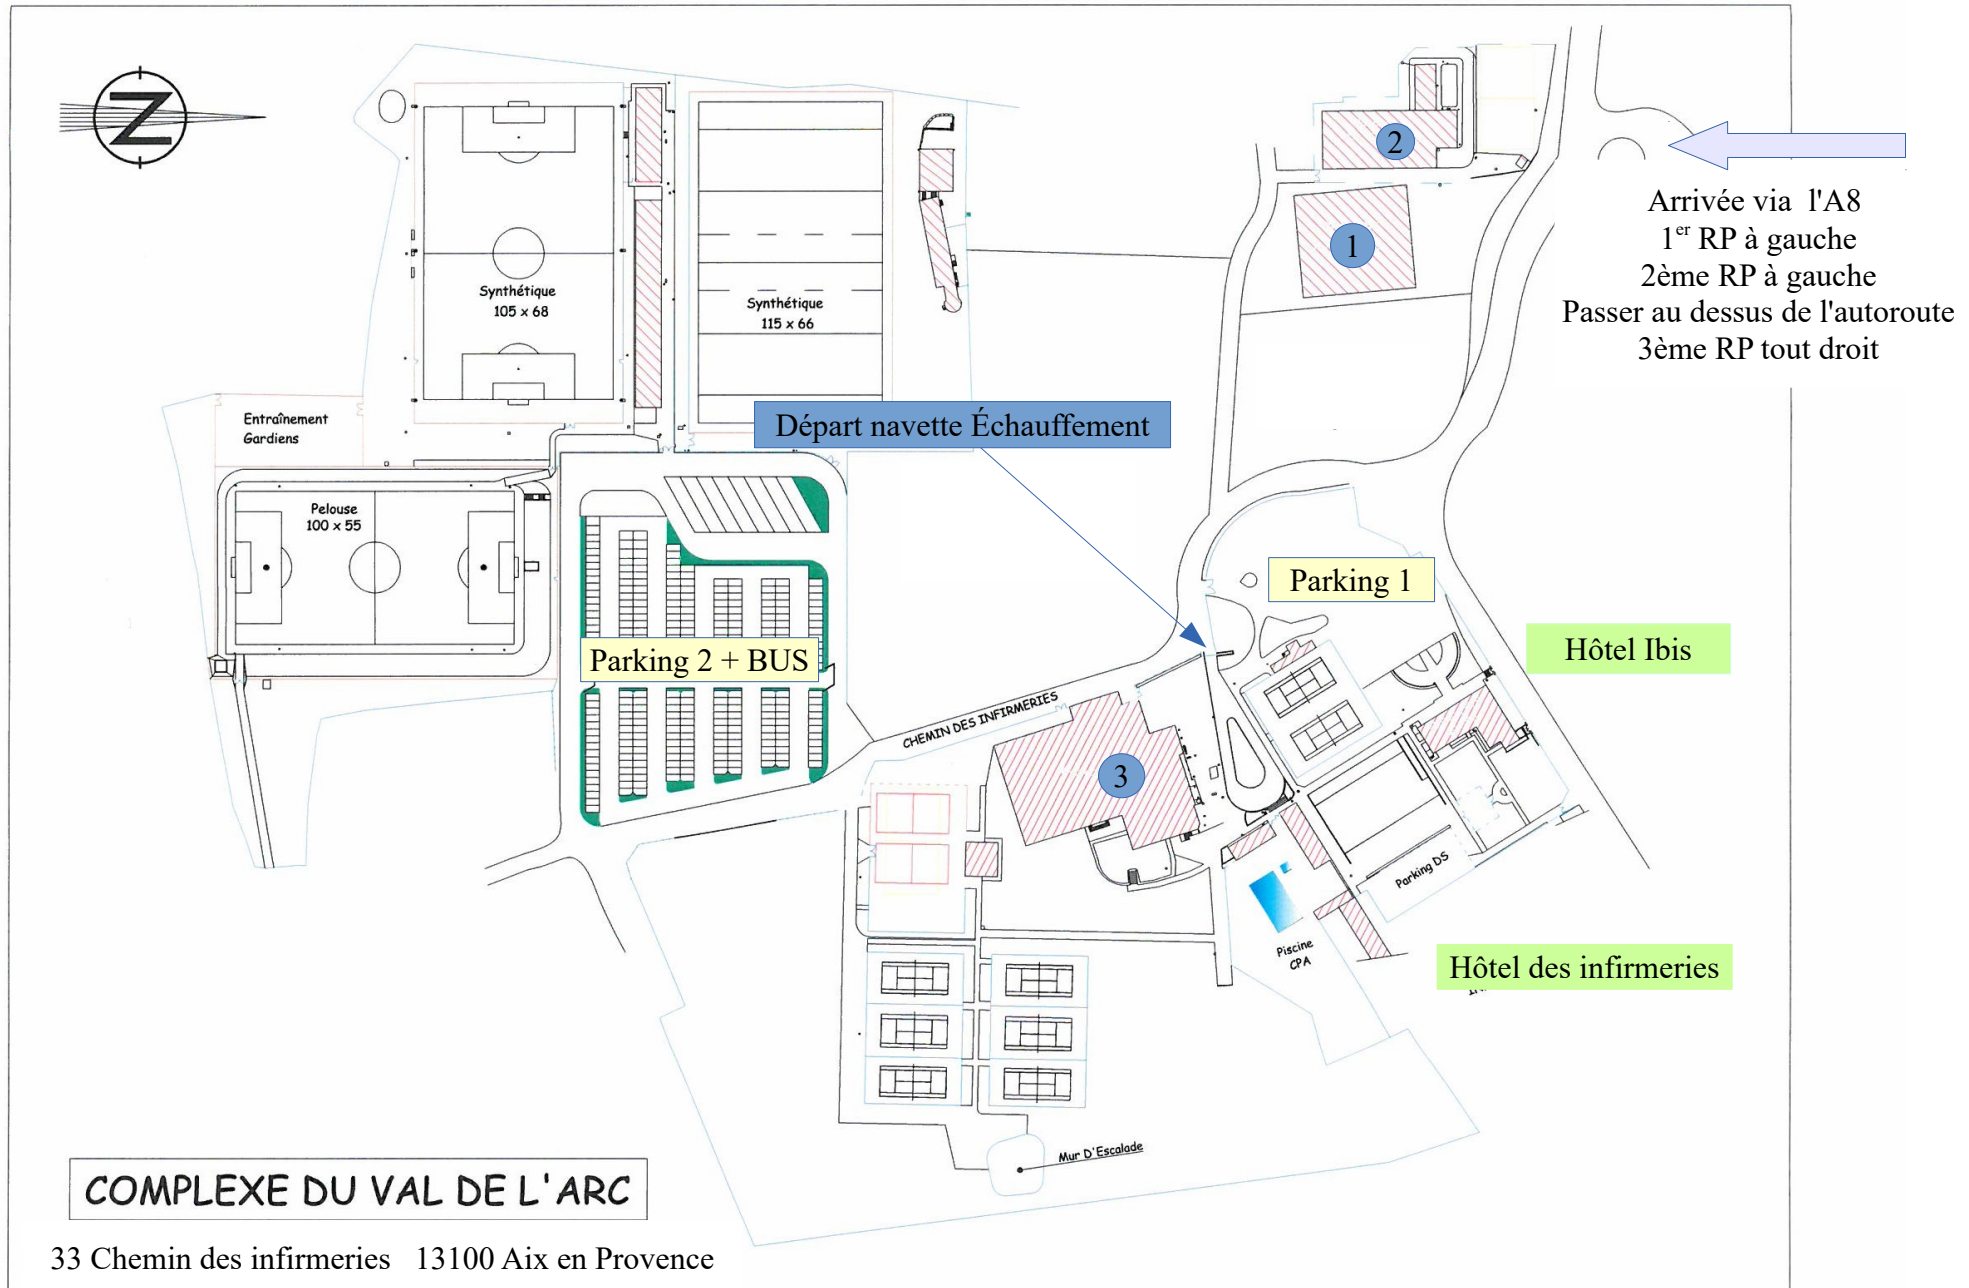 N
2
Arrivée via l'A8
1er RP à gauche
2ème RP à gauche
Passer au dessus de l'autoroute
3ème RP tout droit
1
Synthétique
105 x 68
Synthétique
115 x 66
Entraînement
Gardiens
Départ navette Échauffement
Pelouse
100 x 55
Parking 1
Parking 2 + BUS
Hôtel Ibis
CHEMIN DES INFIRMERIES
3
Parking DS
Piscine
CPA
Hôtel des infirmeries
Mur D'Escalade
COMPLEXE DU VAL DE L'ARC
33 Chemin des infirmeries 13100 Aix en Provence